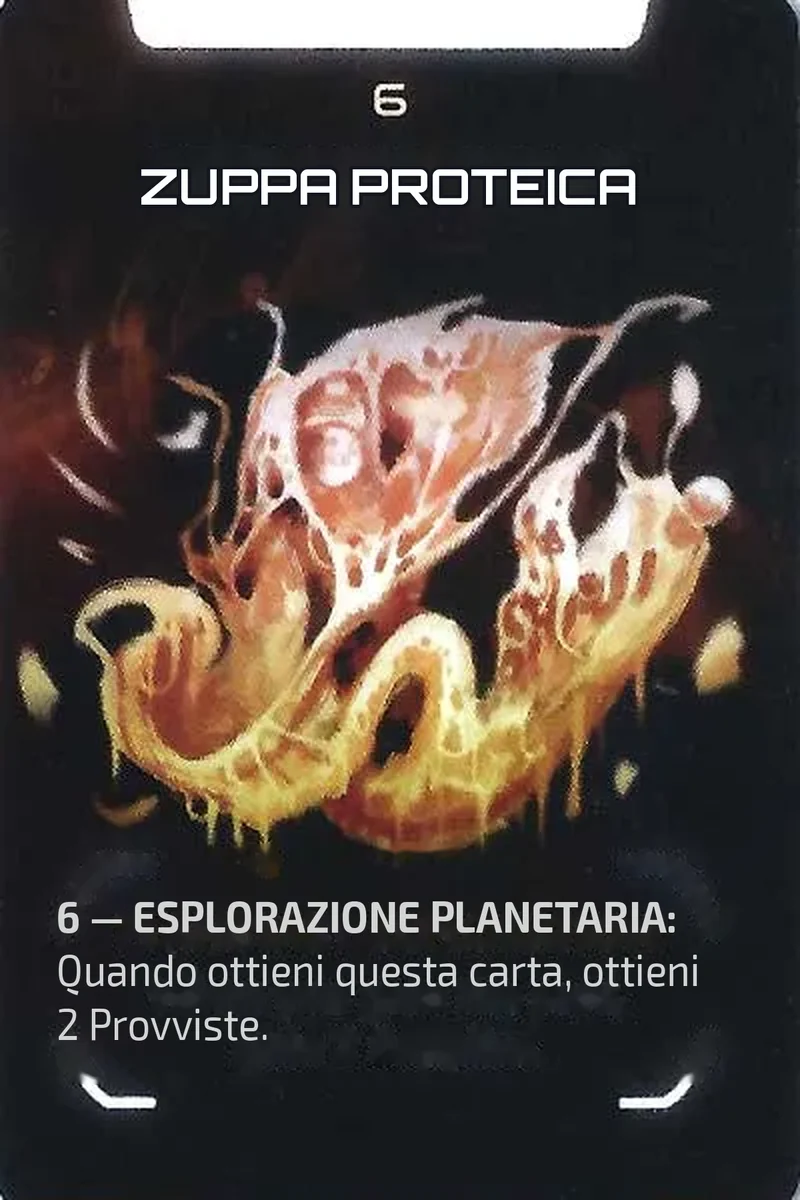 6
ZUPPA PROTEICA
6 — ESPLORAZIONE PLANETARIA:
Quando ottieni questa carta, ottieni
2 Provviste.